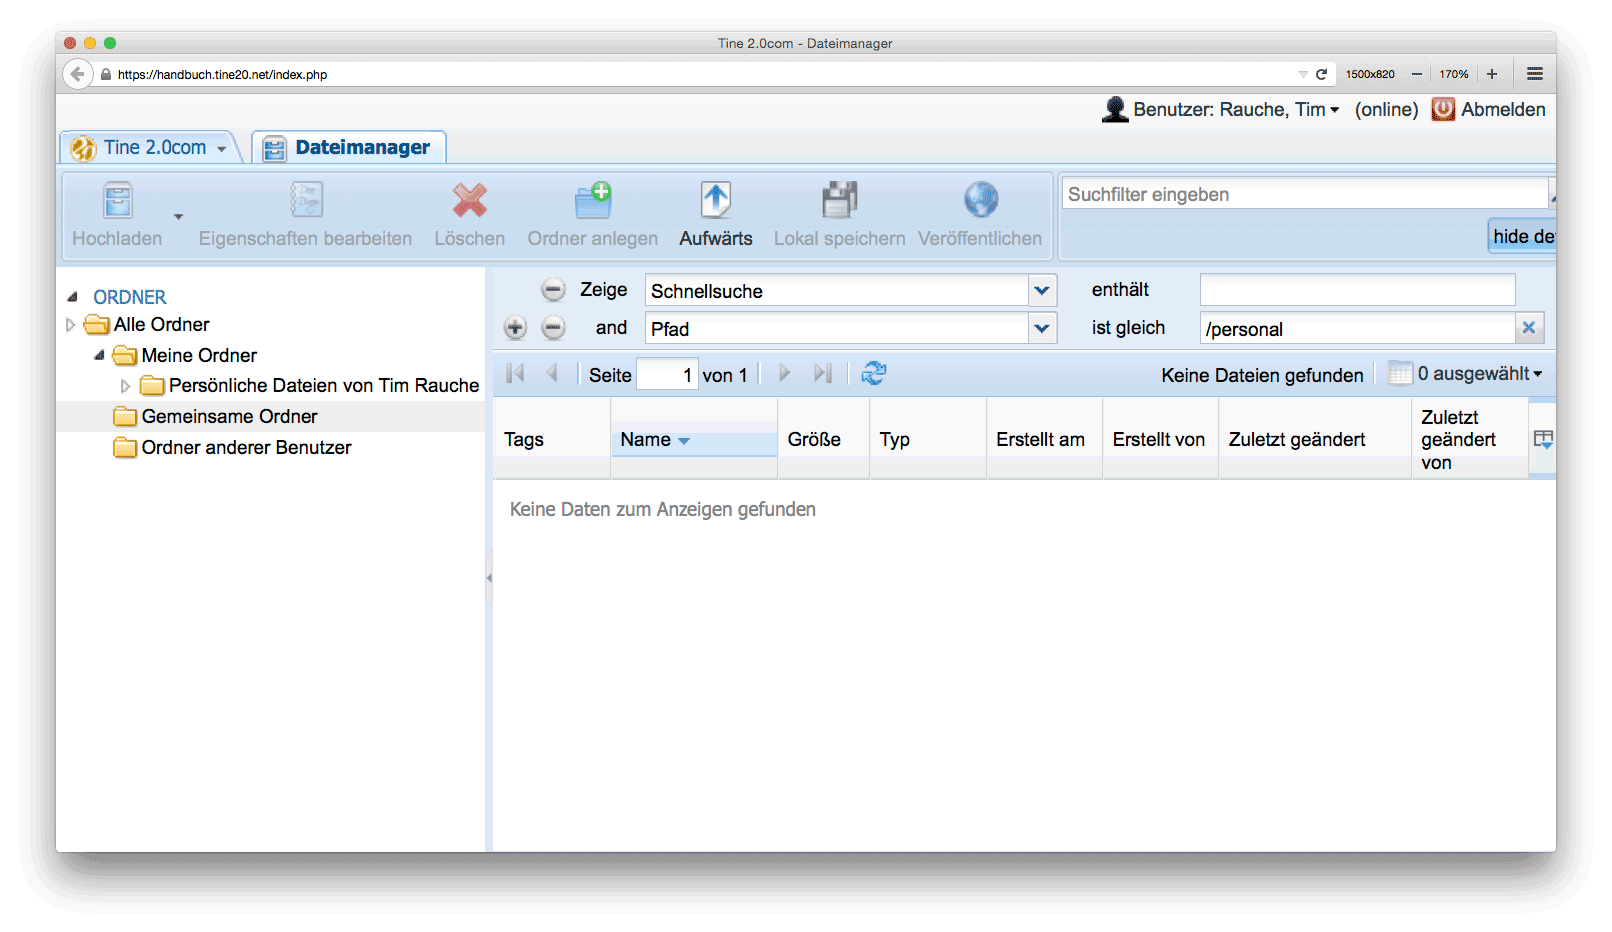 Tine 2.0com - Dateimanager
https://handbuch.tine20.net/index.php
1500x820
170%
Benutzer: Rauche, Tim
(online)
Abmelden
Tine 2.0com
Dateimanager
Hochladen
Eigenschaften bearbeiten
Löschen
Ordner anlegen
Aufwärts
Lokal speichern
Veröffentlichen
Suchfilter eingeben
hide de
ORDNER
Alle Ordner
Meine Ordner
Persönliche Dateien von Tim Rauche
Gemeinsame Ordner
Ordner anderer Benutzer
Zeige Schnellsuche enthält
and Pfad ist gleich /personal
Seite 1 von 1
Keine Dateien gefunden
0 ausgewählt
Tags
Name
Größe
Typ
Erstellt am
Erstellt von
Zuletzt geändert
Zuletzt
geändert
von
Keine Daten zum Anzeigen gefunden